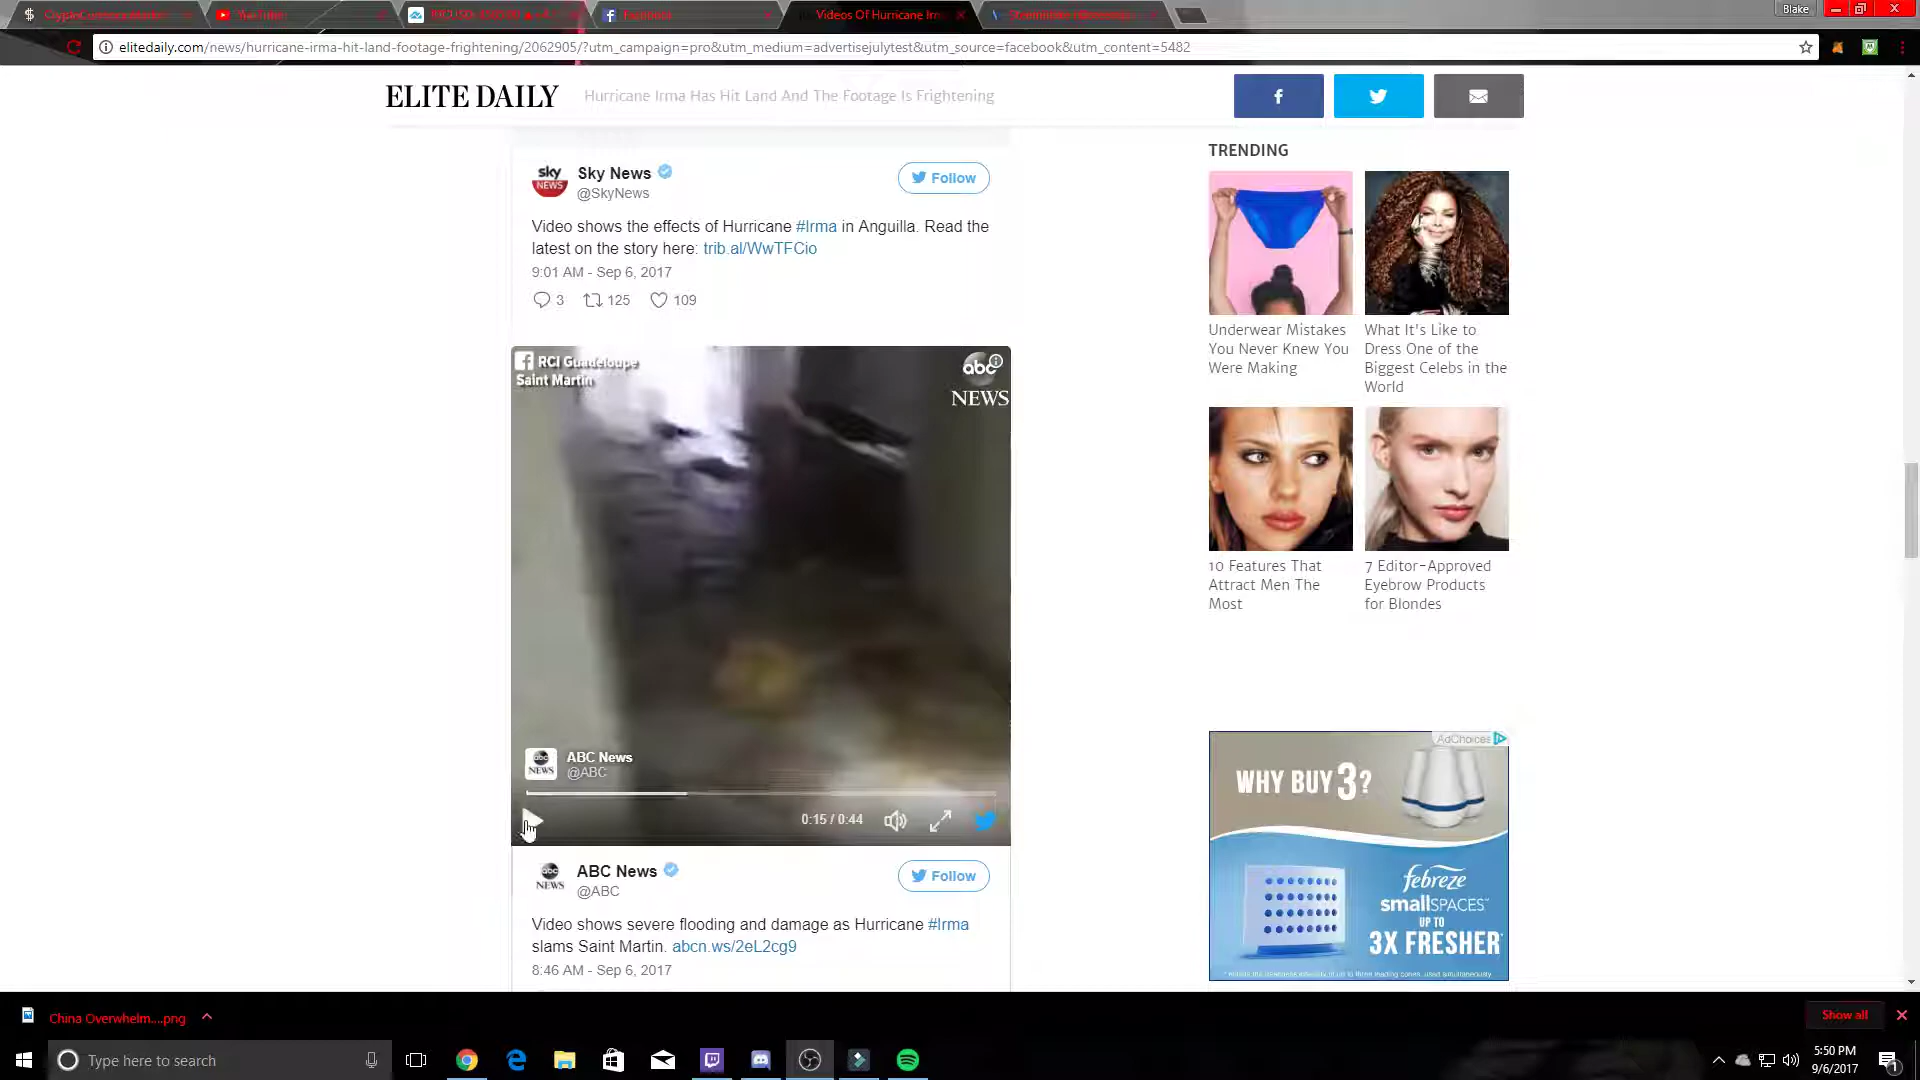 YouTube
Facebook
Videos Of Hurricane Irm
Blake
elitedaily.com/news/hurricane-irma-hit-land-footage-frightening/2062905/?utm_campaign=pro&utm_medium=advertisejulytest&utm_source=facebook&utm_content=5482
ELITE DAILY
Hurricane Irma Has Hit Land And The Footage Is Frightening
sky NEWS
Sky News
@SkyNews
Follow
Video shows the effects of Hurricane #Irma in Anguilla. Read the
latest on the story here: trib.al/WwTFCio
9:01 AM - Sep 6, 2017
3 125 109
RCI Guadeloupe
Saint Martin
abc
NEWS
ABC News
@ABC
0:15 / 0:44
abc NEWS
ABC News
@ABC
Follow
Video shows severe flooding and damage as Hurricane #Irma
slams Saint Martin. abcn.ws/2eL2cg9
8:46 AM - Sep 6, 2017
TRENDING
Underwear Mistakes
You Never Knew You
Were Making
What It's Like to
Dress One of the
Biggest Celebs in the
World
10 Features That
Attract Men The
Most
7 Editor-Approved
Eyebrow Products
for Blondes
AdChoices
WHY BUY 3?
febreze
smallSPACES
UP TO
3X FRESHER*
China Overwhelm....png
Show all
Type here to search
5:50 PM
9/6/2017
1